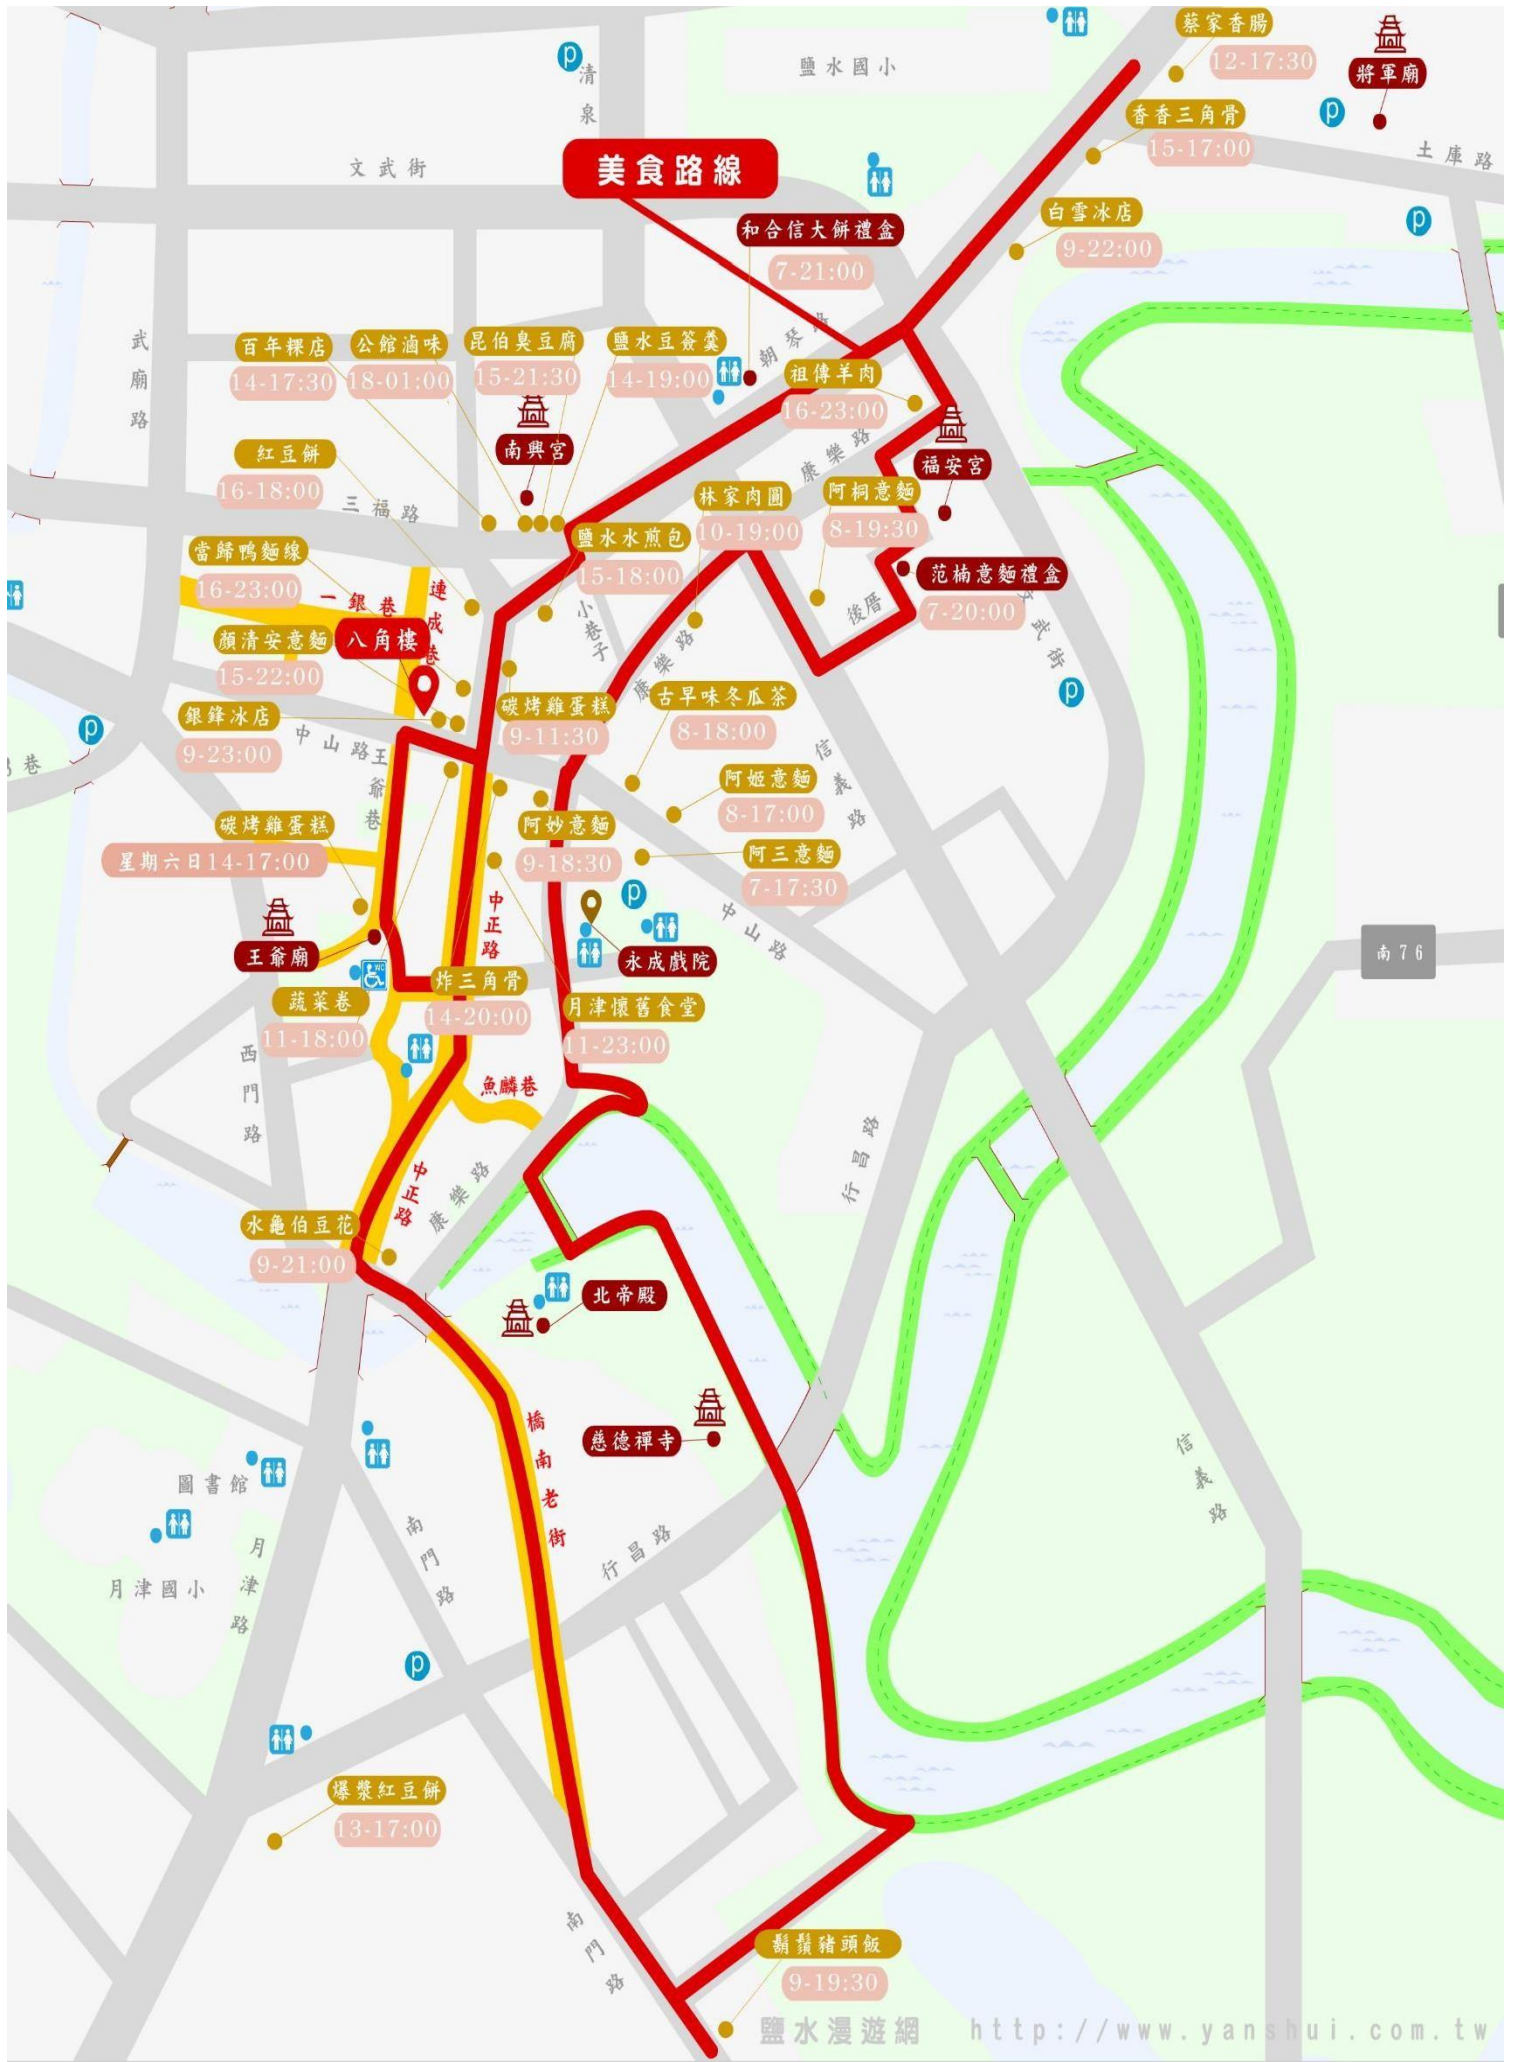 蔡家香腸
12-17:30
將軍廟
鹽水國小
清泉
香香三角骨
15-17:00
土庫路
文武街
美食路線
白雪冰店
9-22:00
和合信大餅禮盒
7-21:00
武廟路
百年粿店
14-17:30
公館滷味
18-01:00
昆伯臭豆腐
15-21:30
鹽水豆簽羹
14-19:00
朝琴路
祖傳羊肉
16-23:00
南興宮
紅豆餅
16-18:00
三福路
康樂路
福安宮
林家肉圓
10-19:00
阿桐意麵
8-19:30
鹽水水煎包
15-18:00
當歸鴨麵線
16-23:00
一銀巷
連成巷
小巷子
范楠意麵禮盒
7-20:00
後厝
文武街
顏清安意麵
15-22:00
八角樓
康樂路
銀鋒冰店
9-23:00
碳烤雞蛋糕
9-11:30
古早味冬瓜茶
8-18:00
中山路
王爺巷
巷
信義路
阿姬意麵
8-17:00
碳烤雞蛋糕
星期六日14-17:00
阿妙意麵
9-18:30
阿三意麵
7-17:30
中正路
中山路
王爺廟
永成戲院
南76
炸三角骨
14-20:00
蔬菜卷
11-18:00
月津懷舊食堂
11-23:00
西門路
魚麟巷
行昌路
中正路
康樂路
水龜伯豆花
9-21:00
北帝殿
慈德禪寺
橋南老街
信義路
圖書館
月津路
南門路
行昌路
月津國小
爆漿紅豆餅
13-17:00
南門路
鬍鬚豬頭飯
9-19:30
鹽水漫遊網 http://www.yanshui.com.tw